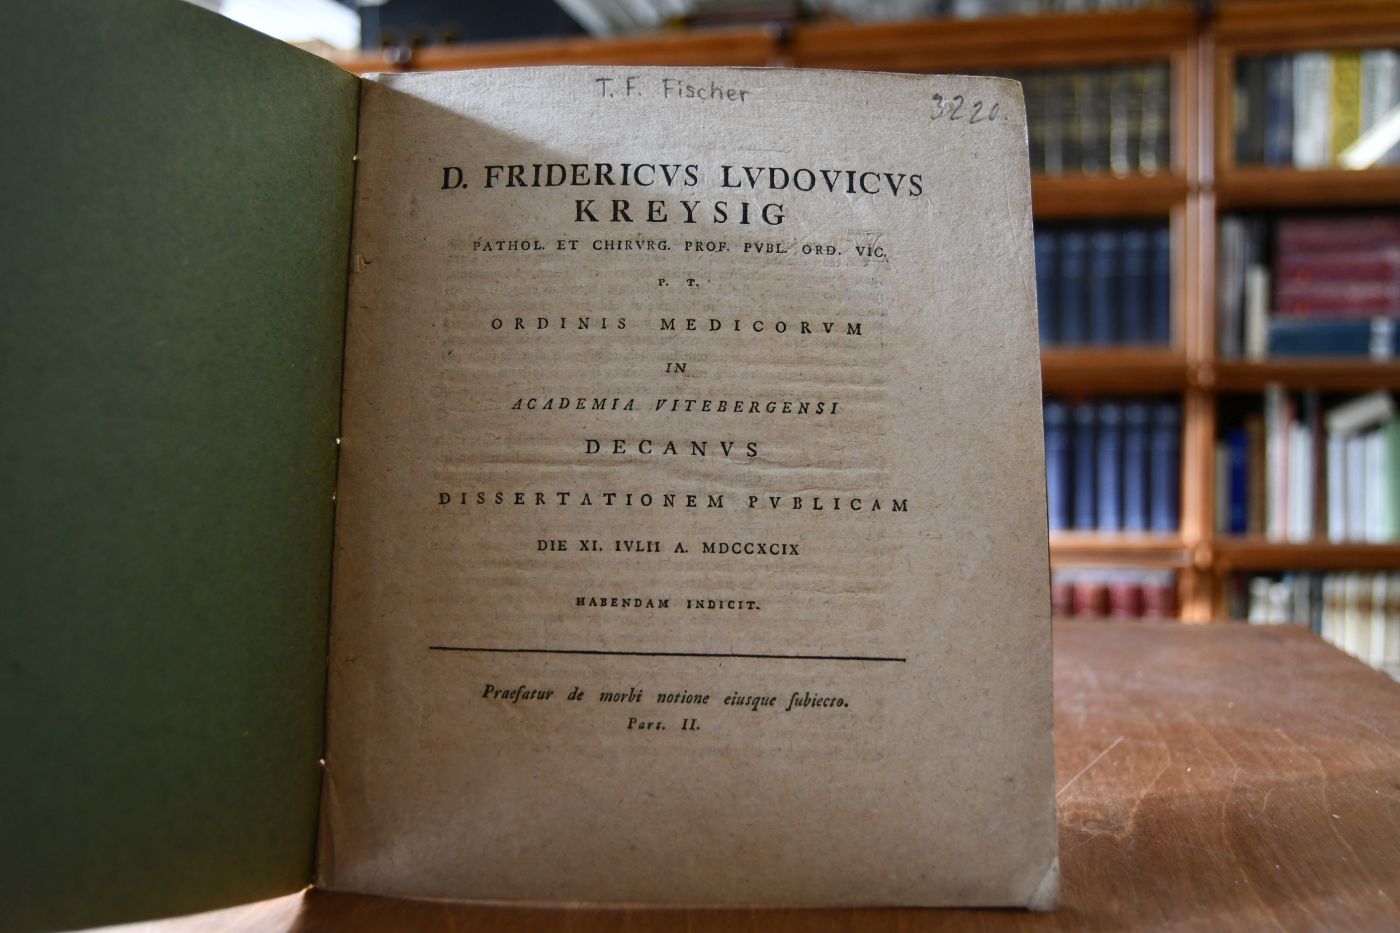 T. F. Fischer
3220.
D. FRIDERICVS LVDOVICVS
KREYSIG
PATHOL. ET CHIRVRG. PROF. PVBL. ORD. VIC.
P. T.
ORDINIS MEDICORVM
IN
ACADEMIA VITEBERGENSI
DECANVS
DISSERTATIONEM PVBLICAM
DIE XI. IVLII A. MDCCXCIX
HABENDAM INDICIT.
Praefatur de morbi notione eiusque ſubiecto.
Pars. II.